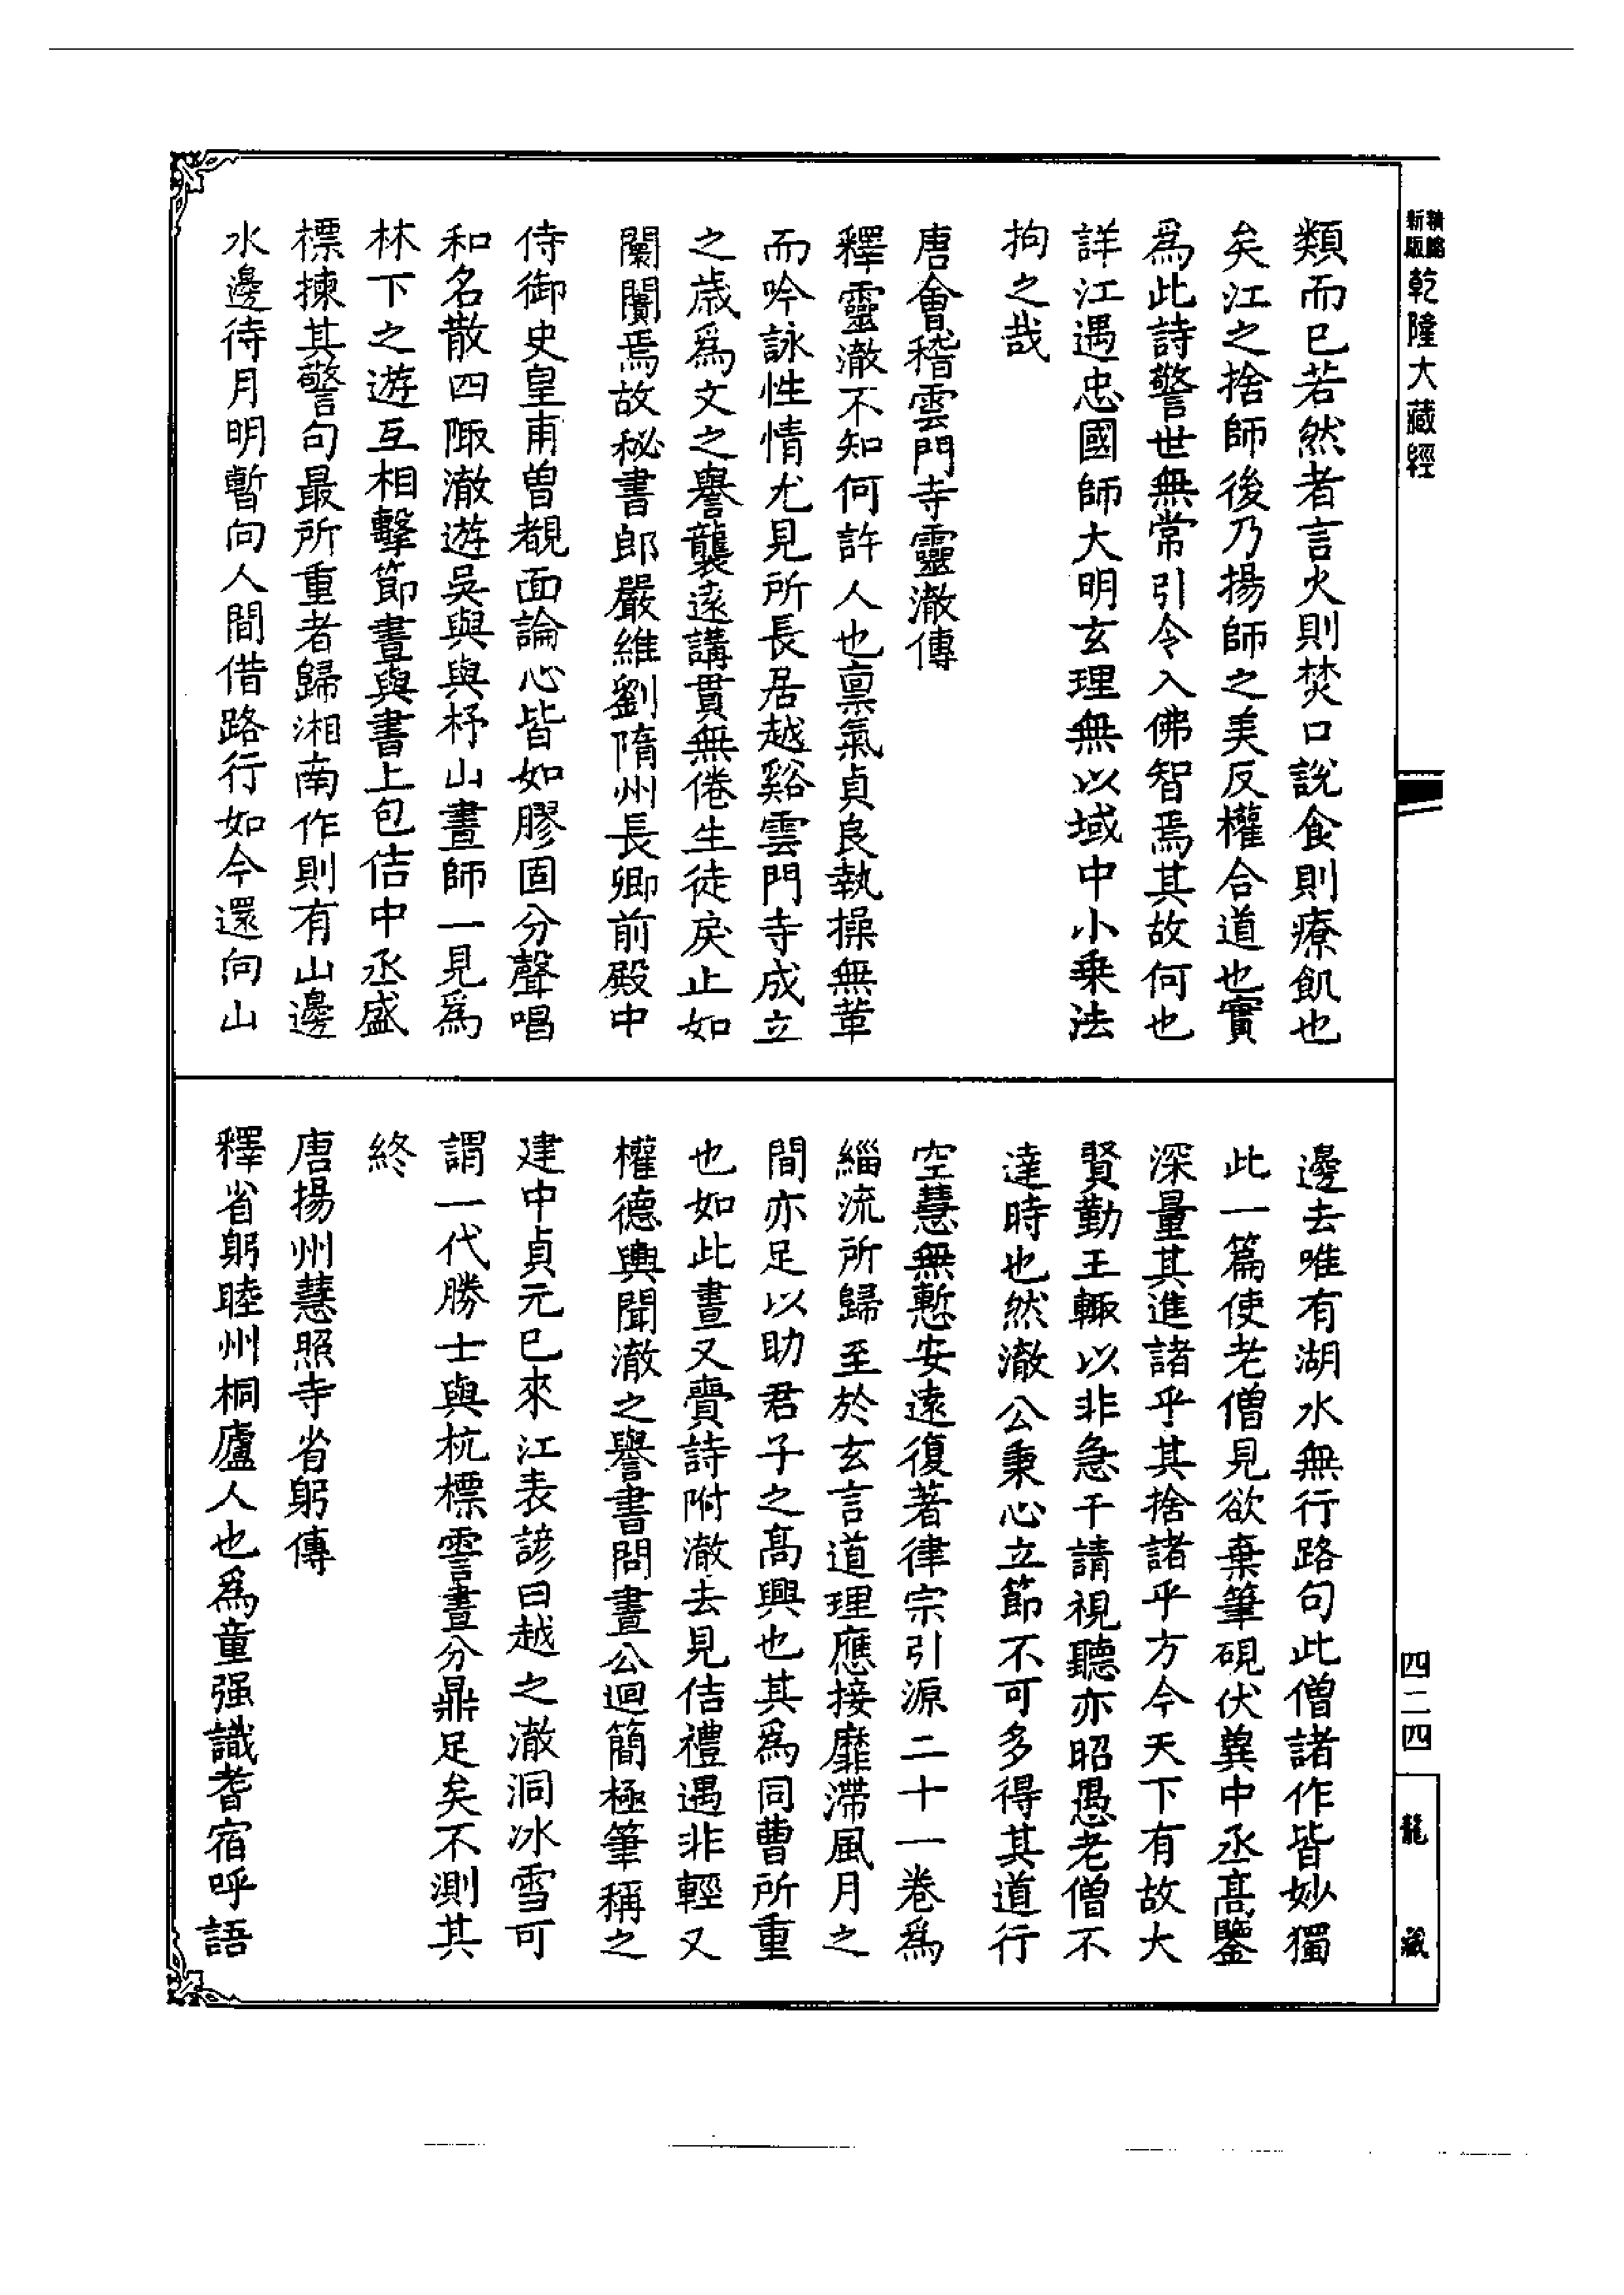 新版
乾隆大藏經
類而已若然者言火則焚口說食則療飢也
矣江之捨師後乃揚師之美反權合道也實
爲此詩警世無常引令入佛智焉其故何也
詳江遇忠國師大明玄理無以域中小乗法
拘之哉
唐會稽雲門寺靈澈傳
釋靈澈不知何許人也禀氣貞良執操無革
而吟詠性情尤見所長居越谿雲門寺成立
之歲爲文之譽襲遠講貫無倦生徒戾止如
闤闠焉故秘書郎嚴維劉隋州長卿前殿中
侍御史皇甫曽覩面論心皆如膠固分聲唱
和名散四陬澈遊吳與與杼山晝師一見爲
林下之遊互相擊節晝與書上包佶中丞盛
標揀其警句最所重者歸湘南作則有山邊
水邊待月明暫向人間借路行如今還向山
邊去唯有湖水無行路句此僧諸作皆妙獨
此一篇使老僧見欲棄筆硯伏冀中丞髙鑒
深量其進諸乎其捨諸乎方今天下有故大
賢勤王輙以非急干請視聽亦昭愚老僧不
達時也然澈公秉心立節不可多得其道行
空慧無慙安遠復著律宗引源二十一卷爲
緇流所歸至於玄言道理應接靡滯風月之
間亦足以助君子之髙興也其爲同曹所重
也如此晝又賷詩附澈去見佶禮遇非輕又
權德輿聞澈之譽書問晝公迴簡極筆稱之
建中貞元已來江表諺曰越之澈洞冰雪可
謂一代勝士與杭標霅晝分鼎足矣不測其
終
唐揚州慧照寺省躬傳
釋省躬睦州桐廬人也爲童强識耆宿呼語
四二四
龍藏